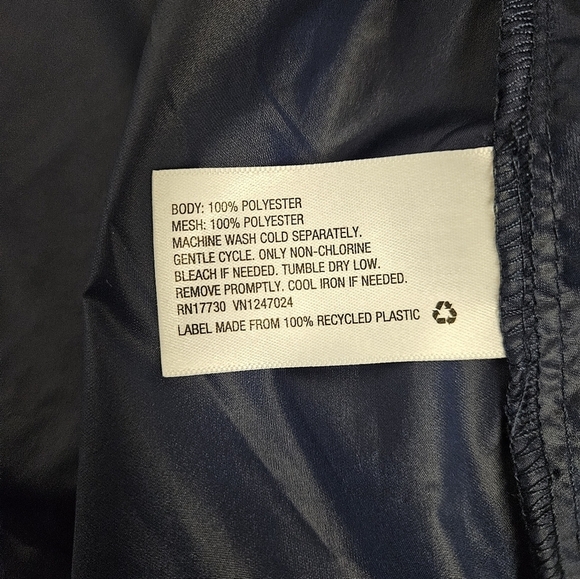 BODY: 100% POLYESTER
MESH: 100% POLYESTER
MACHINE WASH COLD SEPARATELY.
GENTLE CYCLE. ONLY NON-CHLORINE
BLEACH IF NEEDED. TUMBLE DRY LOW.
REMOVE PROMPTLY. COOL IRON IF NEEDED.
RN17730 VN1247024
LABEL MADE FROM 100% RECYCLED PLASTIC